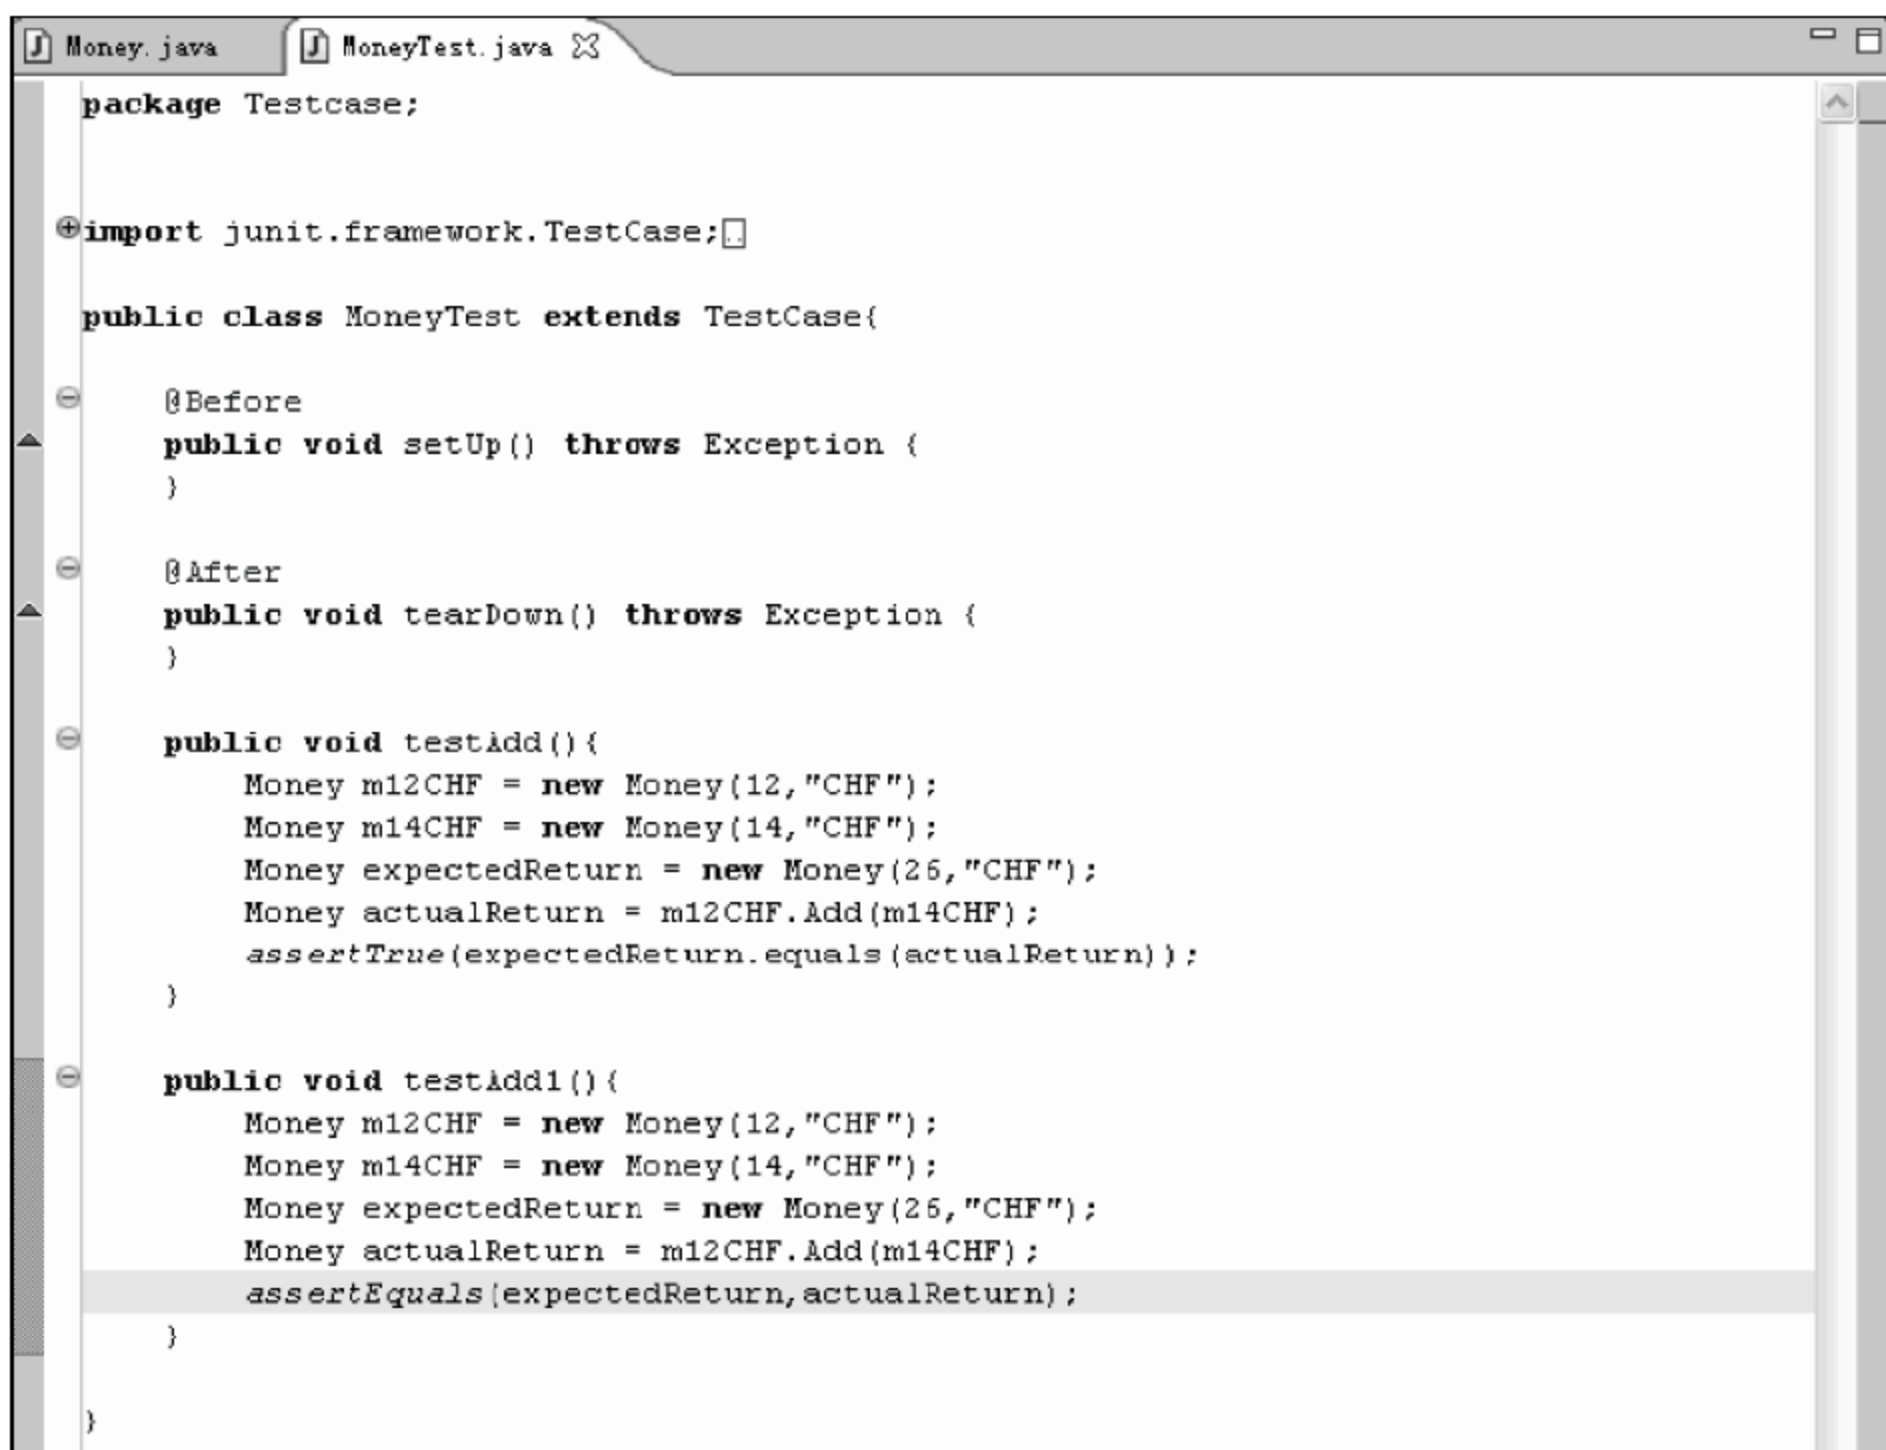 Money.java MoneyTest.java
package Testcase;
import junit.framework.TestCase;
public class MoneyTest extends TestCase{
@Before
public void setUp() throws Exception {
}
@After
public void tearDown() throws Exception {
}
public void testAdd(){
Money m12CHF = new Money(12,"CHF");
Money m14CHF = new Money(14,"CHF");
Money expectedReturn = new Money(26,"CHF");
Money actualReturn = m12CHF.Add(m14CHF);
assertTrue(expectedReturn.equals(actualReturn));
}
public void testAdd1(){
Money m12CHF = new Money(12,"CHF");
Money m14CHF = new Money(14,"CHF");
Money expectedReturn = new Money(26,"CHF");
Money actualReturn = m12CHF.Add(m14CHF);
assertEquals(expectedReturn,actualReturn);
}
}